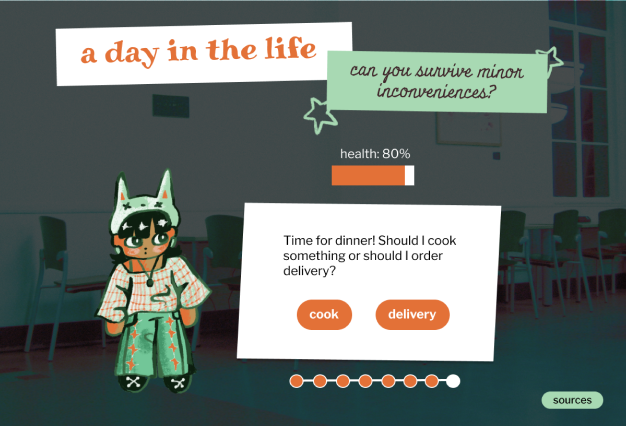 a day in the life
can you survive minor
inconveniences?
health: 80%
Time for dinner! Should I cook
something or should I order
delivery?
cook
delivery
sources